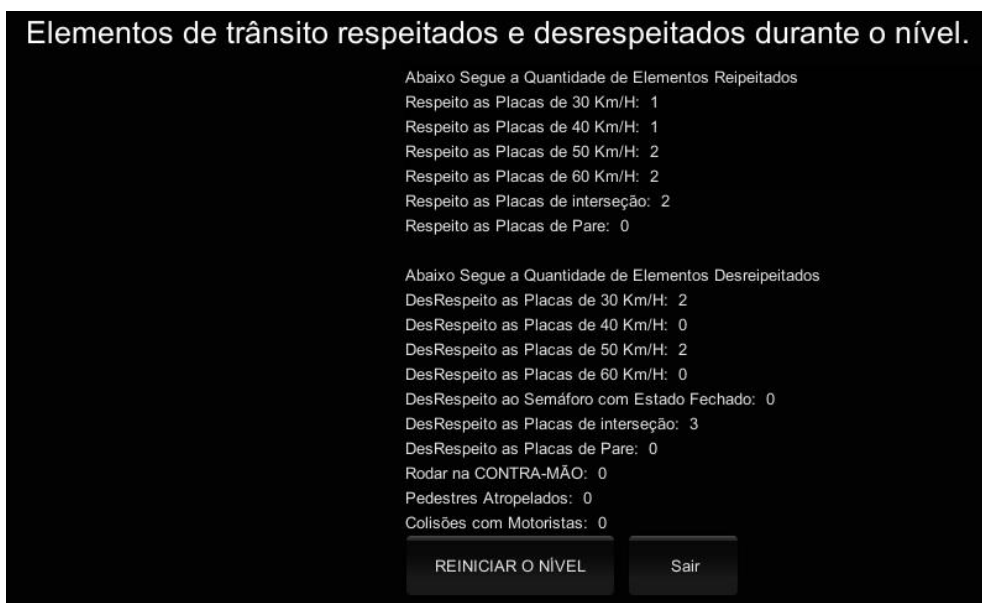 Elementos de trânsito respeitados e desrespeitados durante o nível.
Abaixo Segue a Quantidade de Elementos Reipeitados
Respeito as Placas de 30 Km/H: 1
Respeito as Placas de 40 Km/H: 1
Respeito as Placas de 50 Km/H: 2
Respeito as Placas de 60 Km/H: 2
Respeito as Placas de interseção: 2
Respeito as Placas de Pare: 0
Abaixo Segue a Quantidade de Elementos Desreipeitados
DesRespeito as Placas de 30 Km/H: 2
DesRespeito as Placas de 40 Km/H: 0
DesRespeito as Placas de 50 Km/H: 2
DesRespeito as Placas de 60 Km/H: 0
DesRespeito ao Semáforo com Estado Fechado: 0
DesRespeito as Placas de interseção: 3
DesRespeito as Placas de Pare: 0
Rodar na CONTRA-MÃO: 0
Pedestres Atropelados: 0
Colisões com Motoristas: 0
REINICIAR O NÍVEL Sair